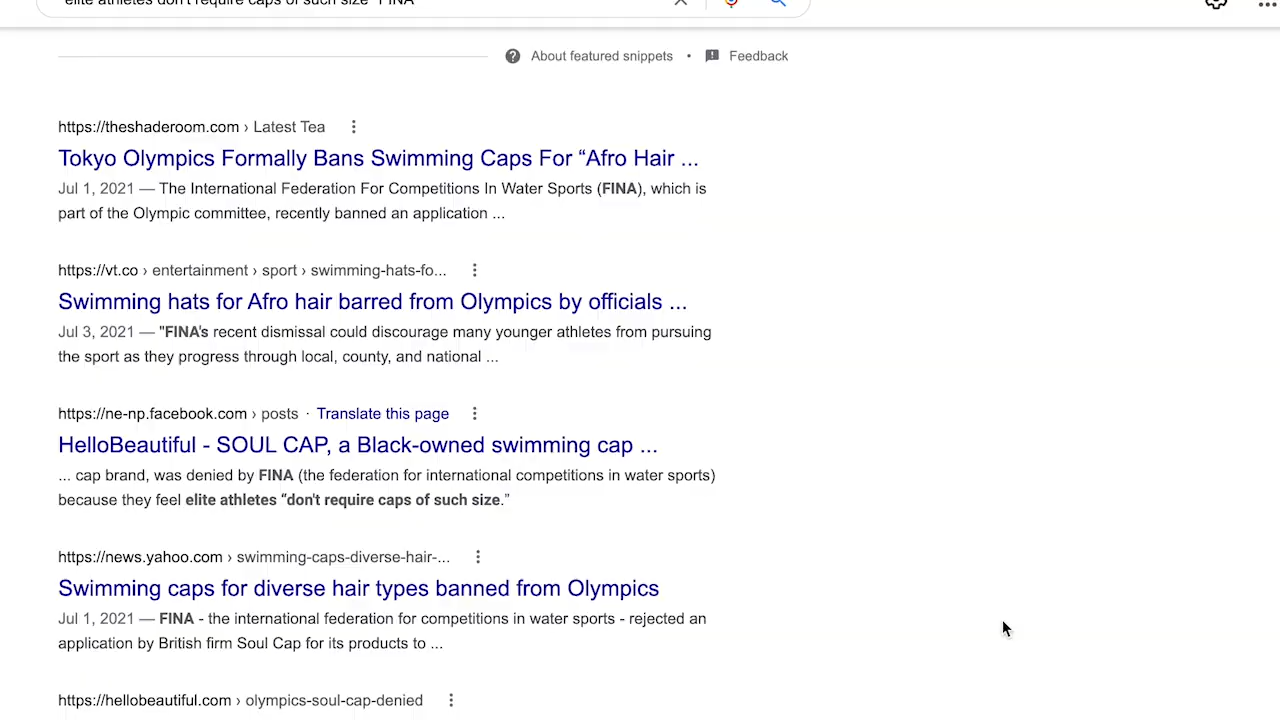 elite athletes don't require caps of such size" FINA
About featured snippets • Feedback
https://theshaderoom.com › Latest Tea
Tokyo Olympics Formally Bans Swimming Caps For “Afro Hair ...
Jul 1, 2021 — The International Federation For Competitions In Water Sports (FINA), which is
part of the Olympic committee, recently banned an application ...
https://vt.co › entertainment › sport › swimming-hats-fo...
Swimming hats for Afro hair barred from Olympics by officials ...
Jul 3, 2021 — "FINA's recent dismissal could discourage many younger athletes from pursuing
the sport as they progress through local, county, and national ...
https://ne-np.facebook.com › posts · Translate this page
HelloBeautiful - SOUL CAP, a Black-owned swimming cap ...
... cap brand, was denied by FINA (the federation for international competitions in water sports)
because they feel elite athletes “don't require caps of such size.”
https://news.yahoo.com › swimming-caps-diverse-hair-...
Swimming caps for diverse hair types banned from Olympics
Jul 1, 2021 — FINA - the international federation for competitions in water sports - rejected an
application by British firm Soul Cap for its products to ...
https://hellobeautiful.com › olympics-soul-cap-denied